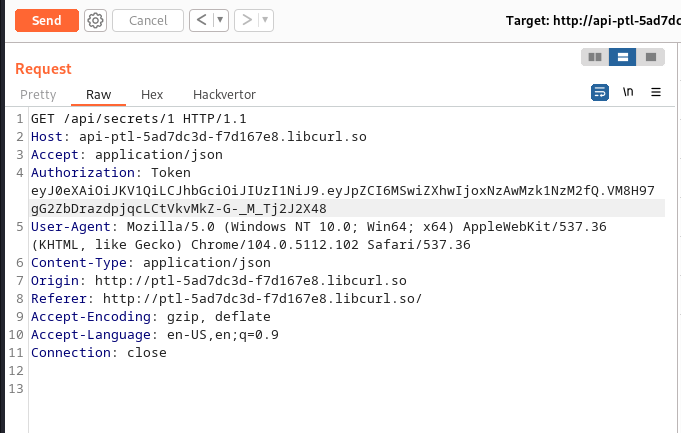 Send Cancel < > Target: http://api-ptl-5ad7dc
Request
Pretty Raw Hex Hackvertor \n
1 GET /api/secrets/1 HTTP/1.1
2 Host: api-ptl-5ad7dc3d-f7d167e8.libcurl.so
3 Accept: application/json
4 Authorization: Token
eyJ0eXAiOiJKV1QiLCJhbGciOiJIUzI1NiJ9.eyJpZCI6MSwiZXhwIjoxNzAwMzk1NzM2fQ.VM8H97
gG2ZbDrazdpjqcLCtVkvMkZ-G-_M_Tj2J2X48
5 User-Agent: Mozilla/5.0 (Windows NT 10.0; Win64; x64) AppleWebKit/537.36
(KHTML, like Gecko) Chrome/104.0.5112.102 Safari/537.36
6 Content-Type: application/json
7 Origin: http://ptl-5ad7dc3d-f7d167e8.libcurl.so
8 Referer: http://ptl-5ad7dc3d-f7d167e8.libcurl.so/
9 Accept-Encoding: gzip, deflate
10 Accept-Language: en-US,en;q=0.9
11 Connection: close
12
13